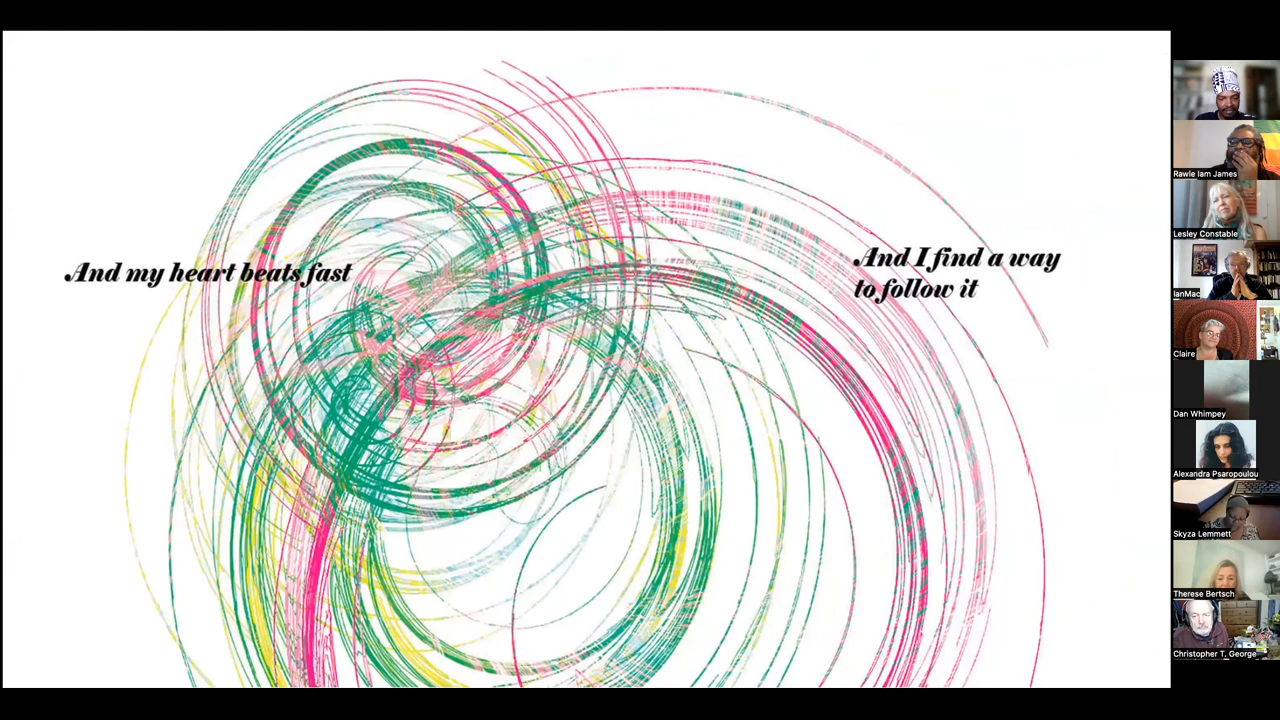 And my heart beats fast
And I find a way
to follow it
Rawle Iam James
Lesley Constable
IanMac
Claire
Dan Whimpey
Alexandra Psaropoulou
Skyza Lemmett
Therese Bertsch
Christopher T. George